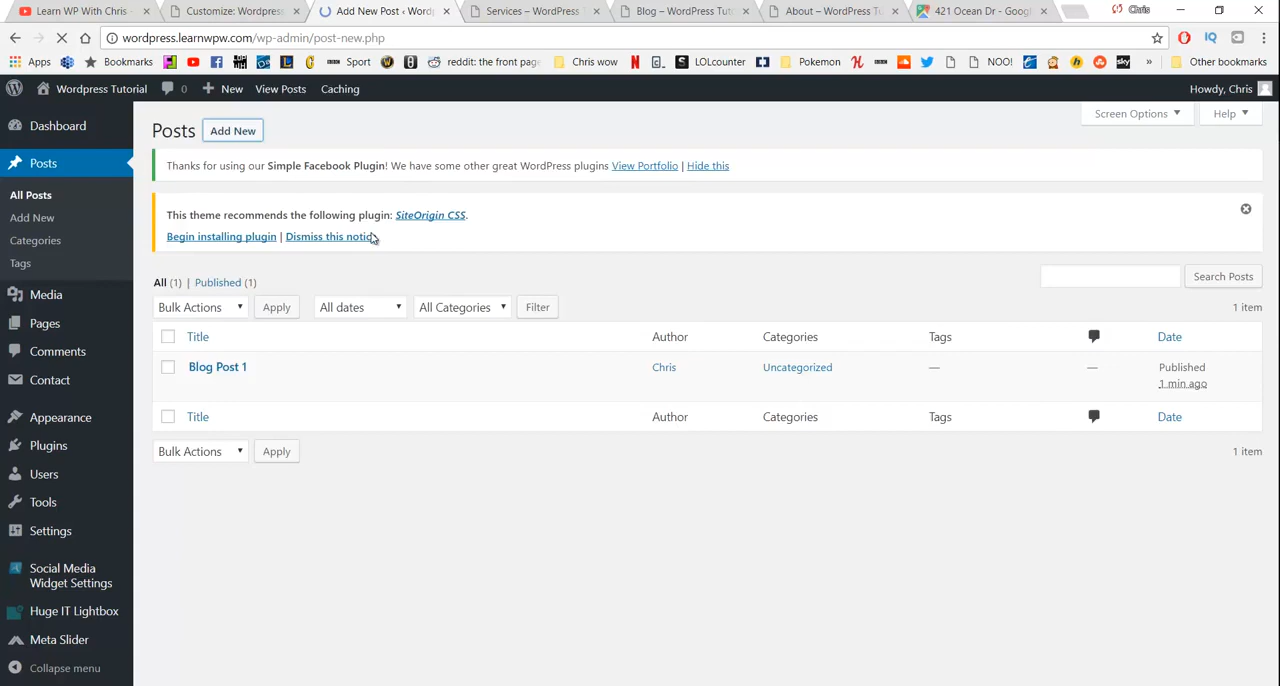 Learn WP With Chris -
Customize: Wordpress
Add New Post ‹ Wordp
Services – WordPress T
Blog – WordPress Tuto
About – WordPress Tu
421 Ocean Dr - Googl
Chris
wordpress.learnwpw.com/wp-admin/post-new.php
Apps Bookmarks Sport reddit: the front page Chris wow LOLcounter Pokemon NOO! sky » Other bookmarks
Wordpress Tutorial 0 New View Posts Caching Howdy, Chris
Dashboard
Posts
All Posts
Add New
Categories
Tags
Media
Pages
Comments
Contact
Appearance
Plugins
Users
Tools
Settings
Social Media
Widget Settings
Huge IT Lightbox
Meta Slider
Collapse menu
Screen Options Help
Posts Add New
Thanks for using our Simple Facebook Plugin! We have some other great WordPress plugins View Portfolio | Hide this
This theme recommends the following plugin: SiteOrigin CSS.
Begin installing plugin | Dismiss this notice
All (1) | Published (1)
Search Posts
Bulk Actions Apply All dates All Categories Filter 1 item
Title Author Categories Tags Date
Blog Post 1 Chris Uncategorized — — Published
1 min ago
Title Author Categories Tags Date
Bulk Actions Apply 1 item